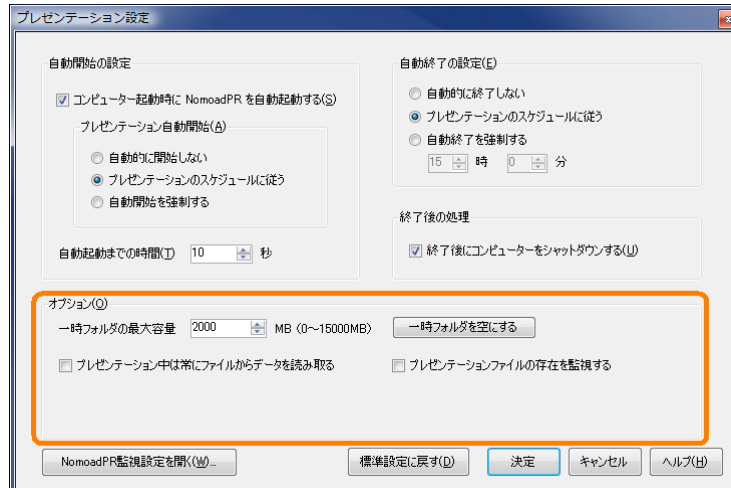 プレゼンテーション設定
自動開始の設定
コンピューター起動時に NomoadPR を自動起動する(S)
プレゼンテーション自動開始(A)
自動的に開始しない
プレゼンテーションのスケジュールに従う
自動開始を強制する
自動起動までの時間(T) 10 秒
自動終了の設定(E)
自動的に終了しない
プレゼンテーションのスケジュールに従う
自動終了を強制する
15 時 0 分
終了後の処理
終了後にコンピューターをシャットダウンする(U)
オプション(O)
一時フォルダの最大容量 2000 MB (0～15000MB) 一時フォルダを空にする
プレゼンテーション中は常にファイルからデータを読み取る プレゼンテーションファイルの存在を監視する
NomoadPR監視設定を開く(W)... 標準設定に戻す(D) 決定 キャンセル ヘルプ(H)